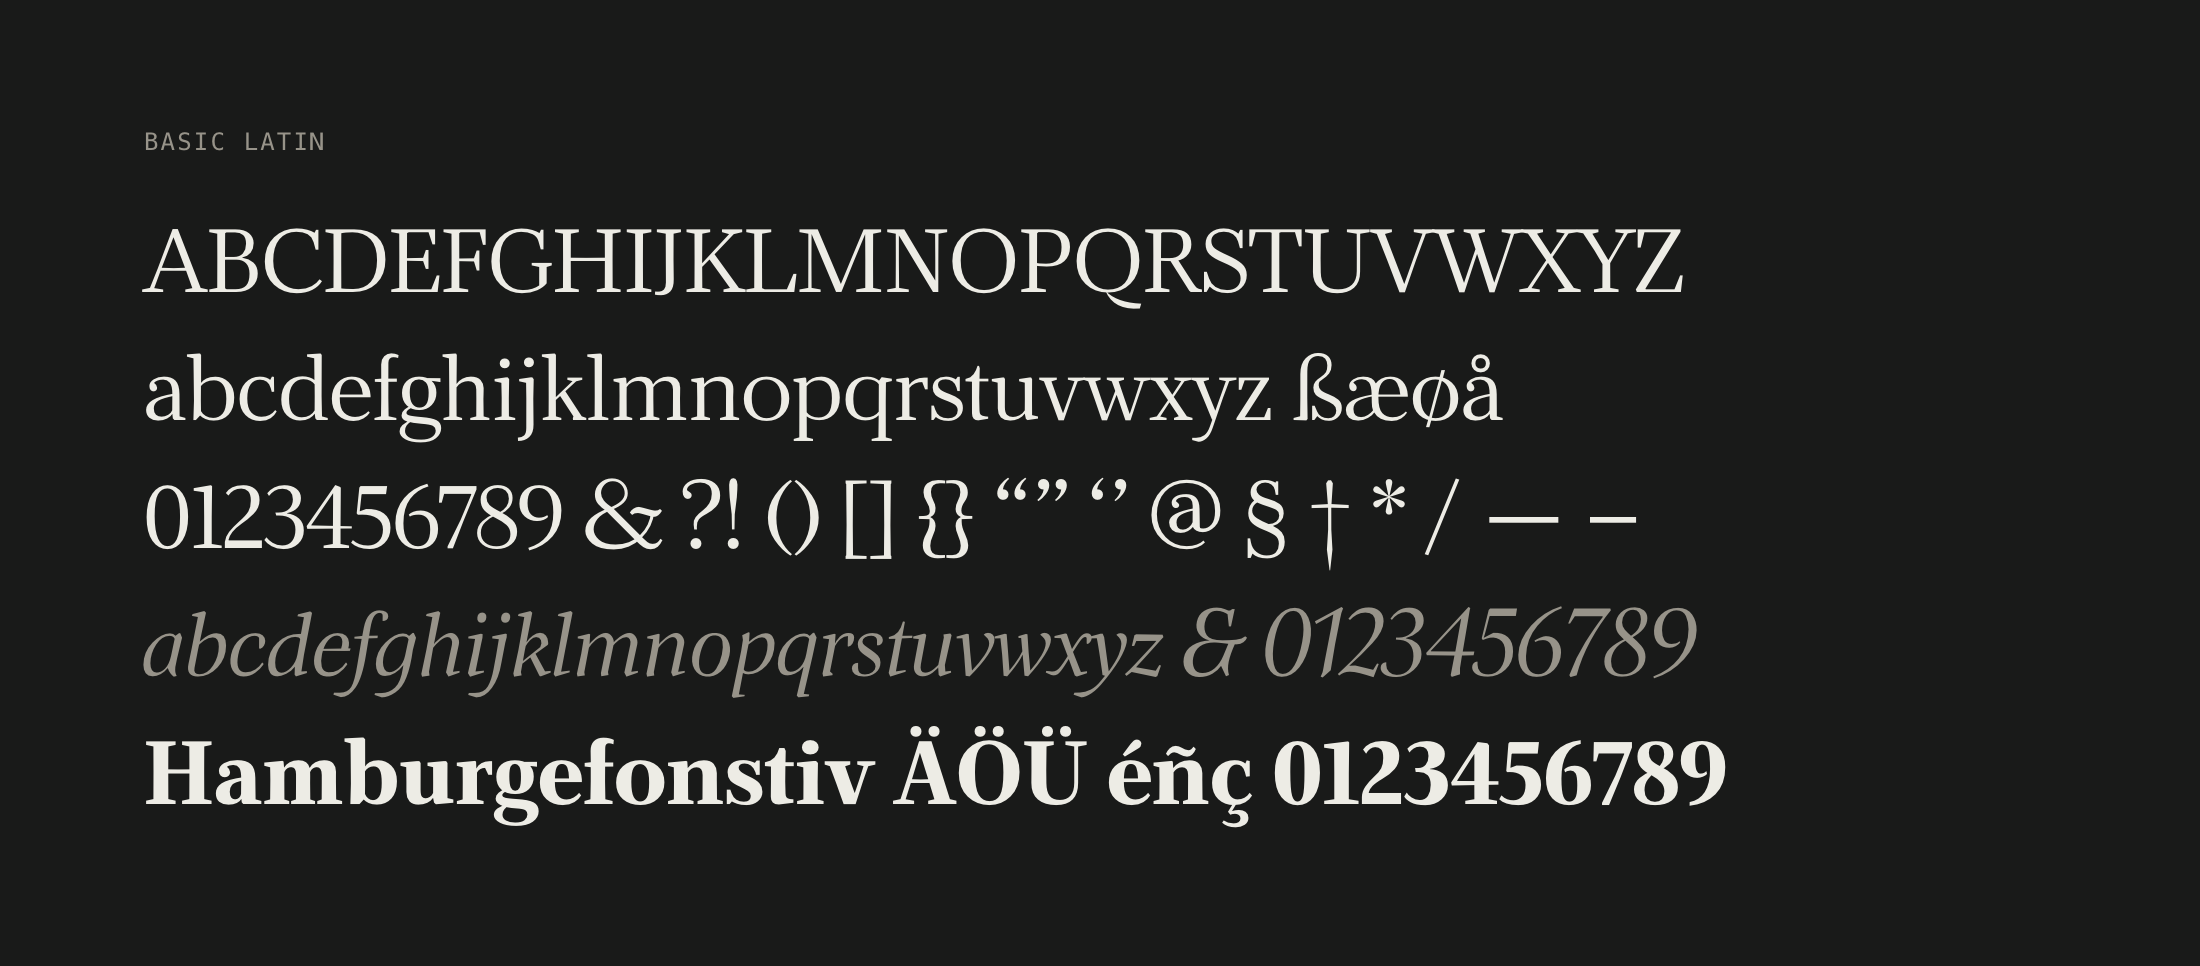 BASIC LATIN
ABCDEFGHIJKLMNOPQRSTUVWXYZ
abcdefghijklmnopqrstuvwxyz ßæøå
0123456789 & ?! () [] {} “” ‘’ @ § † * / — –
abcdefghijklmnopqrstuvwxyz & 0123456789
Hamburgefonstiv ÄÖÜ éñç 0123456789